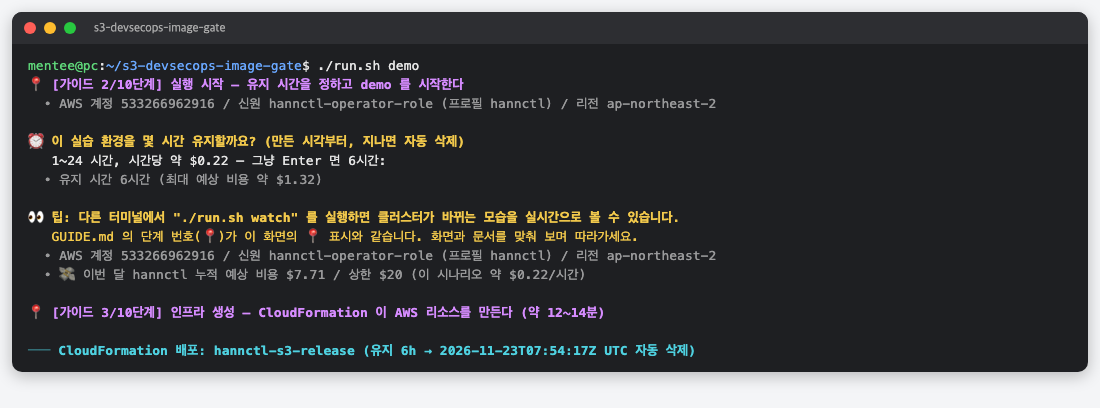 s3-devsecops-image-gate
mentee@pc:~/s3-devsecops-image-gate$ ./run.sh demo
📍 [가이드 2/10단계] 실행 시작 — 유지 시간을 정하고 demo 를 시작한다
• AWS 계정 533266962916 / 신원 hannctl-operator-role (프로필 hannctl) / 리전 ap-northeast-2
⏰ 이 실습 환경을 몇 시간 유지할까요? (만든 시각부터, 지나면 자동 삭제)
1~24 시간, 시간당 약 $0.22 — 그냥 Enter 면 6시간:
• 유지 시간 6시간 (최대 예상 비용 약 $1.32)
👀 팁: 다른 터미널에서 "./run.sh watch" 를 실행하면 클러스터가 바뀌는 모습을 실시간으로 볼 수 있습니다.
GUIDE.md 의 단계 번호(📍)가 이 화면의 📍 표시와 같습니다. 화면과 문서를 맞춰 보며 따라가세요.
• AWS 계정 533266962916 / 신원 hannctl-operator-role (프로필 hannctl) / 리전 ap-northeast-2
• 💸 이번 달 hannctl 누적 예상 비용 $7.71 / 상한 $20 (이 시나리오 약 $0.22/시간)
📍 [가이드 3/10단계] 인프라 생성 — CloudFormation 이 AWS 리소스를 만든다 (약 12~14분)
─── CloudFormation 배포: hannctl-s3-release (유지 6h → 2026-11-23T07:54:17Z UTC 자동 삭제)